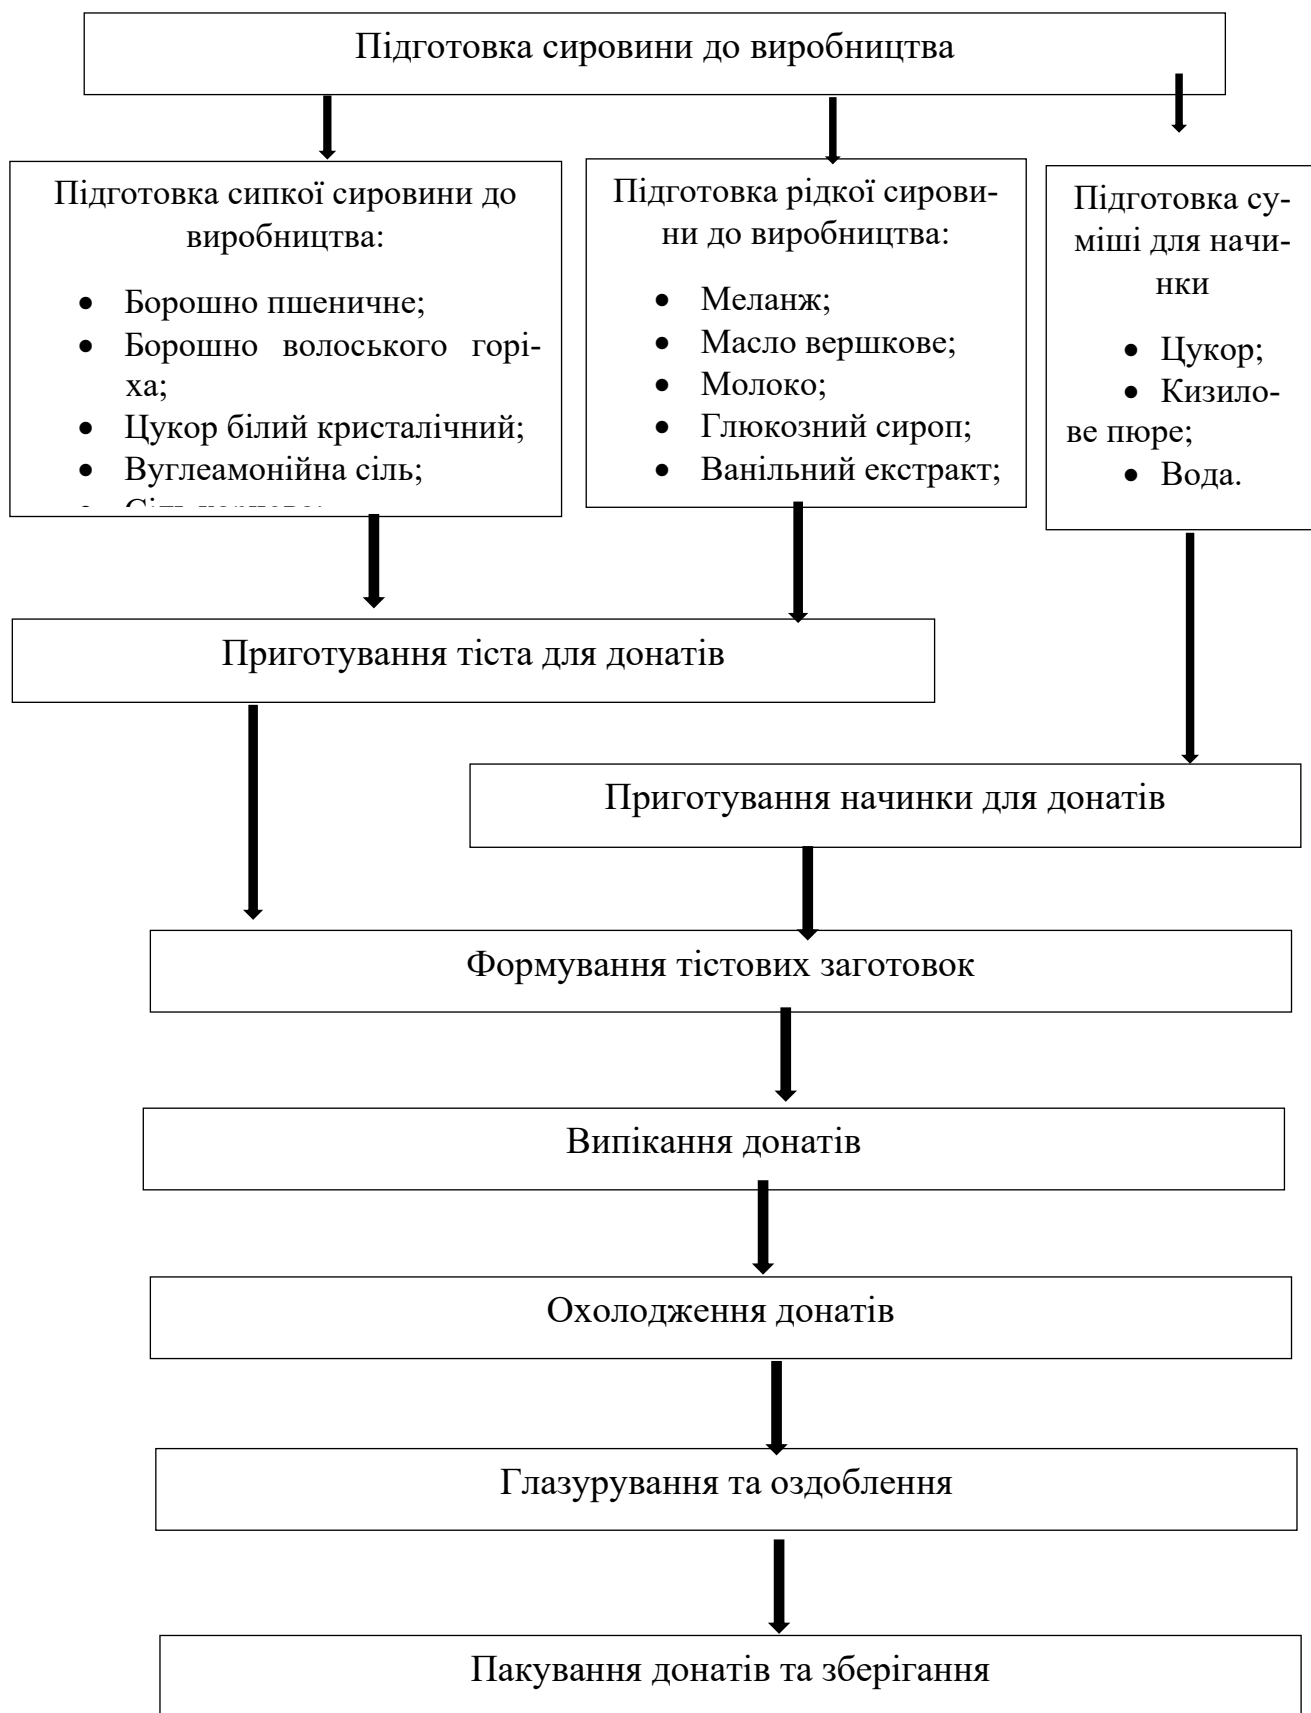 Підготовка сировини до виробництва
Підготовка сипкої сировини до
виробництва:
• Борошно пшеничне;
• Борошно волоського горі-
ха;
• Цукор білий кристалічний;
• Вуглеамонійна сіль;
Підготовка рідкої сирови-
ни до виробництва:
• Меланж;
• Масло вершкове;
• Молоко;
• Глюкозний сироп;
• Ванільний екстракт;
Підготовка су-
міші для начи-
нки
• Цукор;
• Кизило-
ве пюре;
• Вода.
Приготування тіста для донатів
Приготування начинки для донатів
Формування тістових заготовок
Випікання донатів
Охолодження донатів
Глазурування та оздоблення
Пакування донатів та зберігання